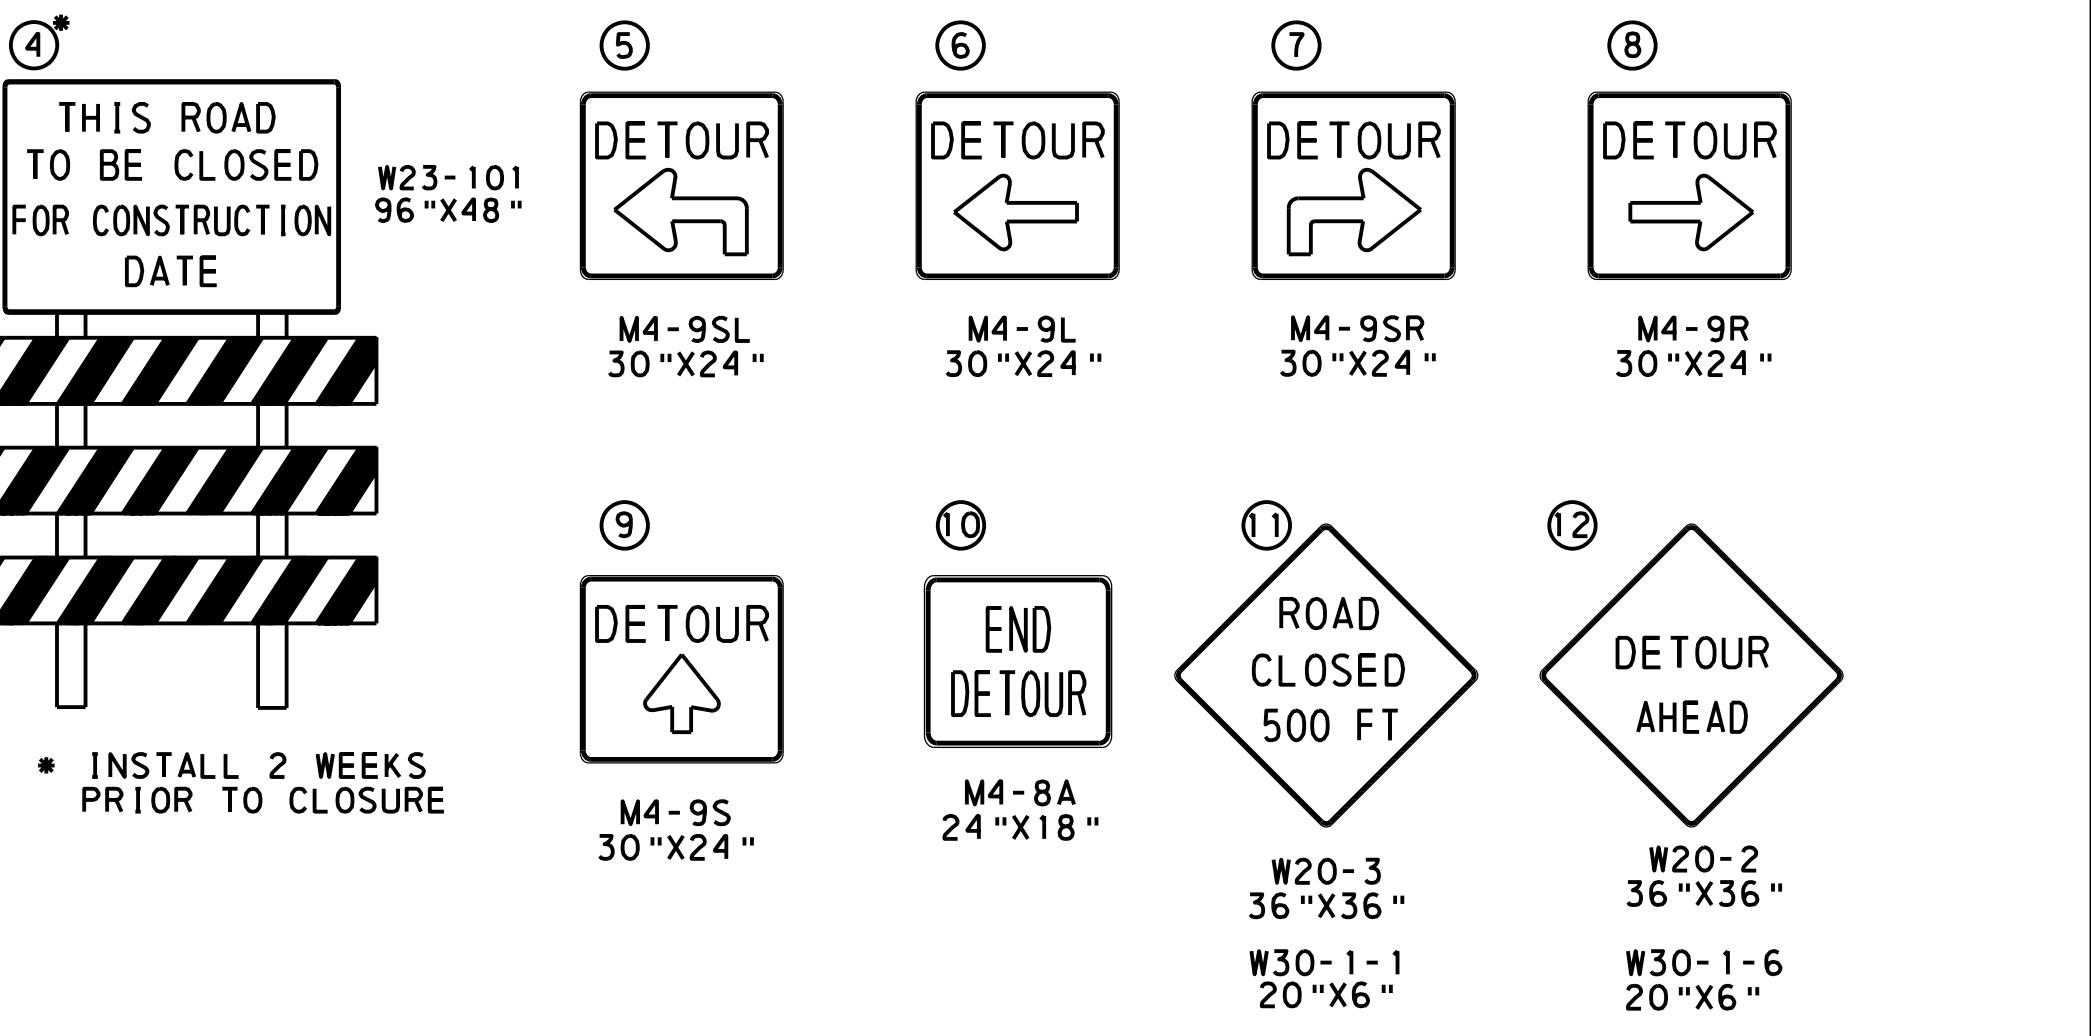 4*
THIS ROAD
TO BE CLOSED
FOR CONSTRUCTION
DATE
W23-101
96"X48"
* INSTALL 2 WEEKS
PRIOR TO CLOSURE
5
DETOUR
M4-9SL
30"X24"
6
DETOUR
M4-9L
30"X24"
7
DETOUR
M4-9SR
30"X24"
8
DETOUR
M4-9R
30"X24"
9
DETOUR
M4-9S
30"X24"
10
END
DETOUR
M4-8A
24"X18"
11
ROAD
CLOSED
500 FT
W20-3
36"X36"
W30-1-1
20"X6"
12
DETOUR
AHEAD
W20-2
36"X36"
W30-1-6
20"X6"